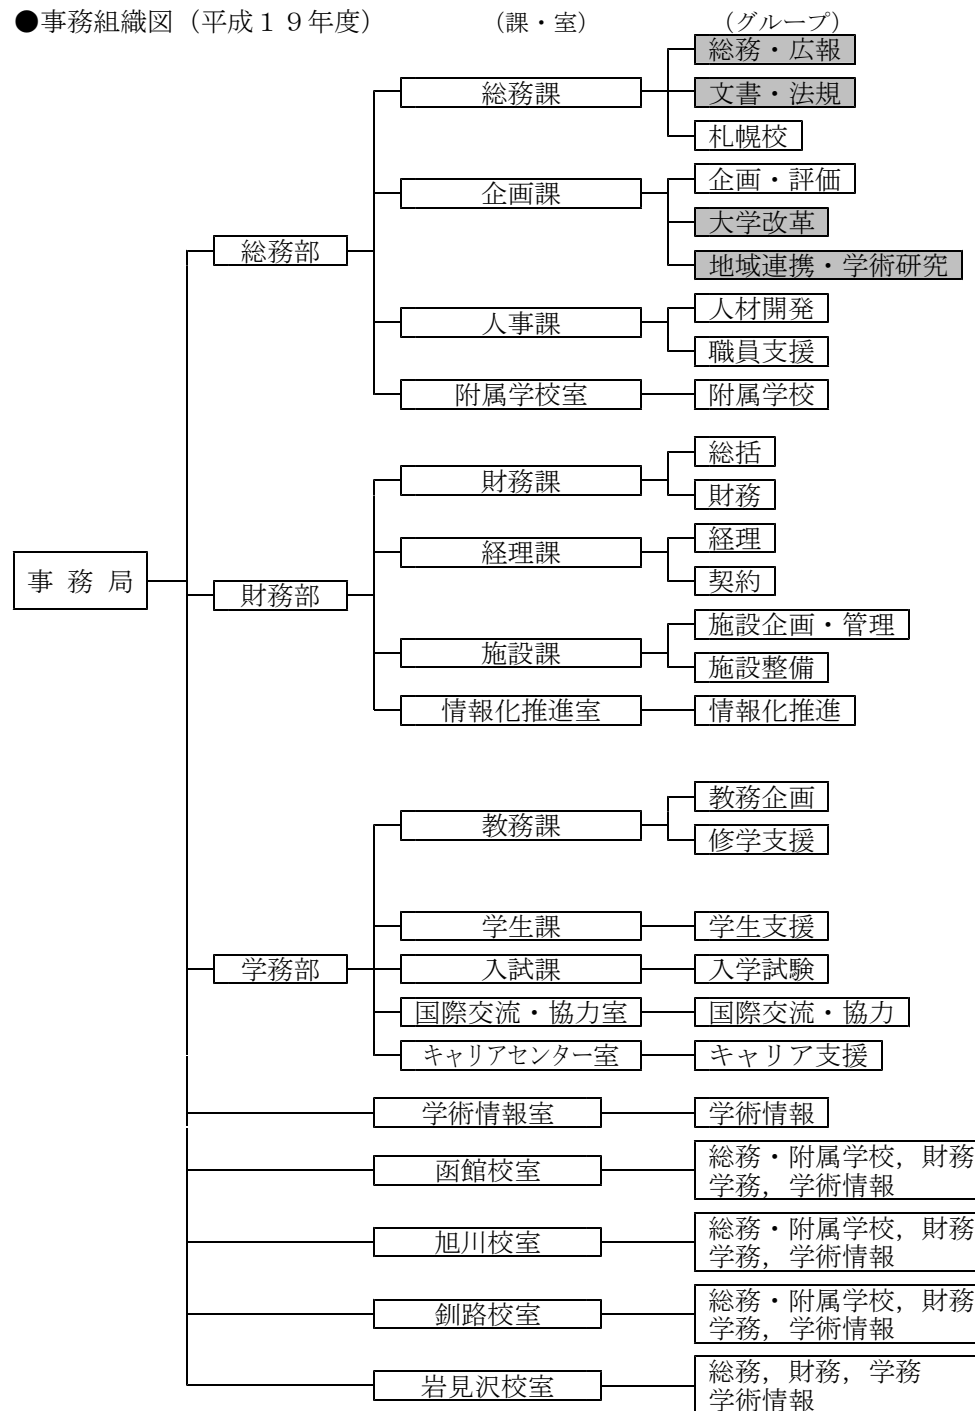 ●事務組織図（平成１９年度）　（課・室）　（グループ）
総務・広報
総務課
文書・法規
札幌校
企画・評価
企画課
大学改革
総務部
地域連携・学術研究
人材開発
人事課
職員支援
附属学校室
附属学校
総括
財務課
財務
経理
経理課
契約
事 務 局
財務部
施設企画・管理
施設課
施設整備
情報化推進室
情報化推進
教務企画
教務課
修学支援
学生課
学生支援
学務部
入試課
入学試験
国際交流・協力室
国際交流・協力
キャリアセンター室
キャリア支援
学術情報室
学術情報
函館校室
総務・附属学校，財務
学務，学術情報
旭川校室
総務・附属学校，財務
学務，学術情報
釧路校室
総務・附属学校，財務
学務，学術情報
岩見沢校室
総務，財務，学務
学術情報